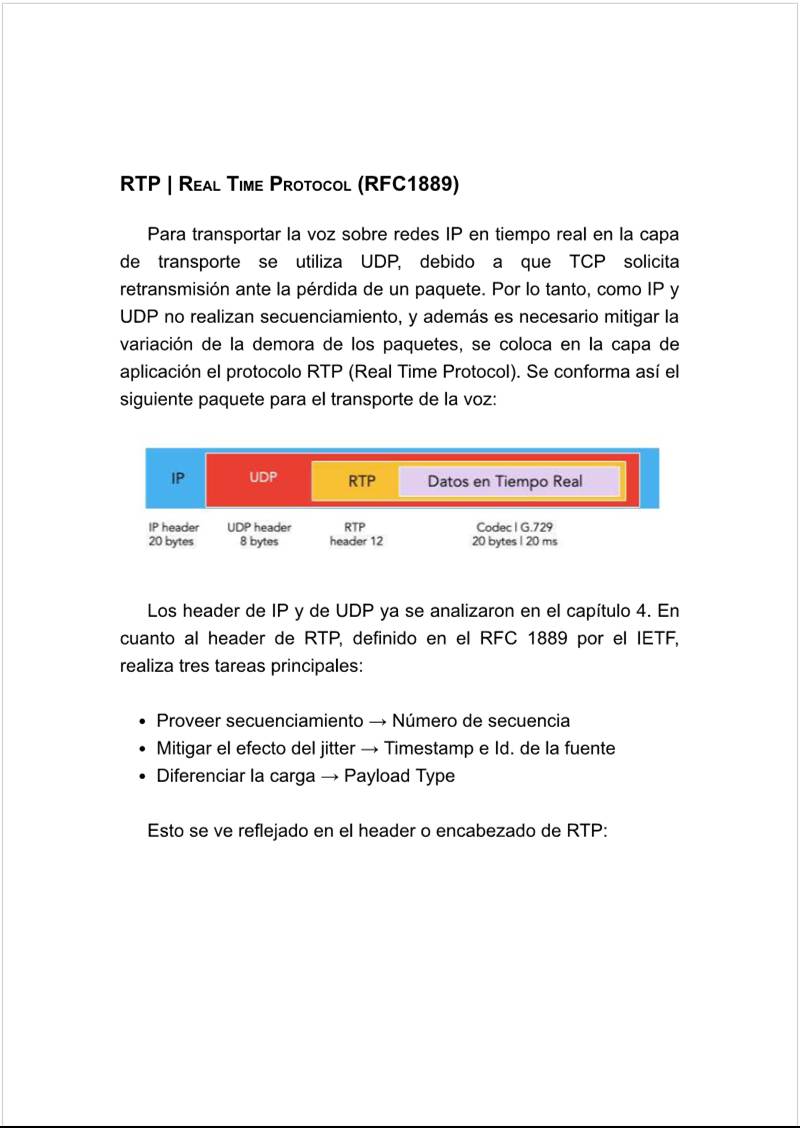 RTP | REAL TIME PROTOCOL (RFC1889)
Para transportar la voz sobre redes IP en tiempo real en la capa
de transporte se utiliza UDP, debido a que TCP solicita
retransmisión ante la pérdida de un paquete. Por lo tanto, como IP y
UDP no realizan secuenciamiento, y además es necesario mitigar la
variación de la demora de los paquetes, se coloca en la capa de
aplicación el protocolo RTP (Real Time Protocol). Se conforma así el
siguiente paquete para el transporte de la voz:
IP UDP RTP Datos en Tiempo Real
IP header UDP header RTP Codec | G.729
20 bytes 8 bytes header 12 20 bytes | 20 ms
Los header de IP y de UDP ya se analizaron en el capítulo 4. En
cuanto al header de RTP, definido en el RFC 1889 por el IETF,
realiza tres tareas principales:
• Proveer secuenciamiento → Número de secuencia
• Mitigar el efecto del jitter → Timestamp e Id. de la fuente
• Diferenciar la carga → Payload Type
Esto se ve reflejado en el header o encabezado de RTP: